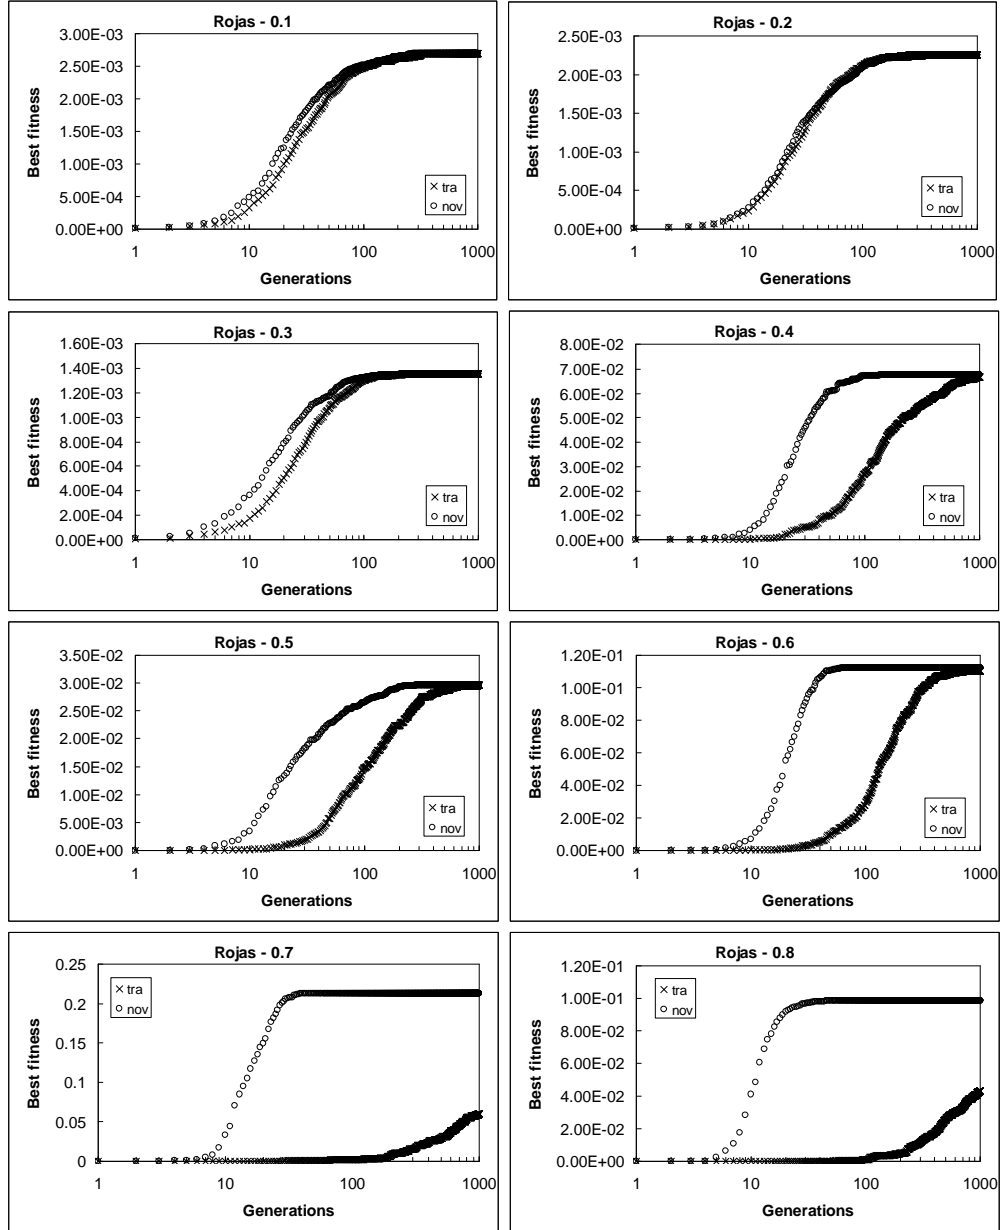 Rojas - 0.1
Best fitness
3.00E-03
2.50E-03
2.00E-03
1.50E-03
1.00E-03
5.00E-04
0.00E+00
× tra
○ nov
1 10 100 1000
Generations
Rojas - 0.2
Best fitness
2.50E-03
2.00E-03
1.50E-03
1.00E-03
5.00E-04
0.00E+00
× tra
○ nov
1 10 100 1000
Generations
Rojas - 0.3
Best fitness
1.60E-03
1.40E-03
1.20E-03
1.00E-03
8.00E-04
6.00E-04
4.00E-04
2.00E-04
0.00E+00
× tra
○ nov
1 10 100 1000
Generations
Rojas - 0.4
Best fitness
8.00E-02
7.00E-02
6.00E-02
5.00E-02
4.00E-02
3.00E-02
2.00E-02
1.00E-02
0.00E+00
× tra
○ nov
1 10 100 1000
Generations
Rojas - 0.5
Best fitness
3.50E-02
3.00E-02
2.50E-02
2.00E-02
1.50E-02
1.00E-02
5.00E-03
0.00E+00
× tra
○ nov
1 10 100 1000
Generations
Rojas - 0.6
Best fitness
1.20E-01
1.00E-01
8.00E-02
6.00E-02
4.00E-02
2.00E-02
0.00E+00
× tra
○ nov
1 10 100 1000
Generations
Rojas - 0.7
Best fitness
0.25
0.2
0.15
0.1
0.05
0
× tra
○ nov
1 10 100 1000
Generations
Rojas - 0.8
Best fitness
1.20E-01
1.00E-01
8.00E-02
6.00E-02
4.00E-02
2.00E-02
0.00E+00
× tra
○ nov
1 10 100 1000
Generations